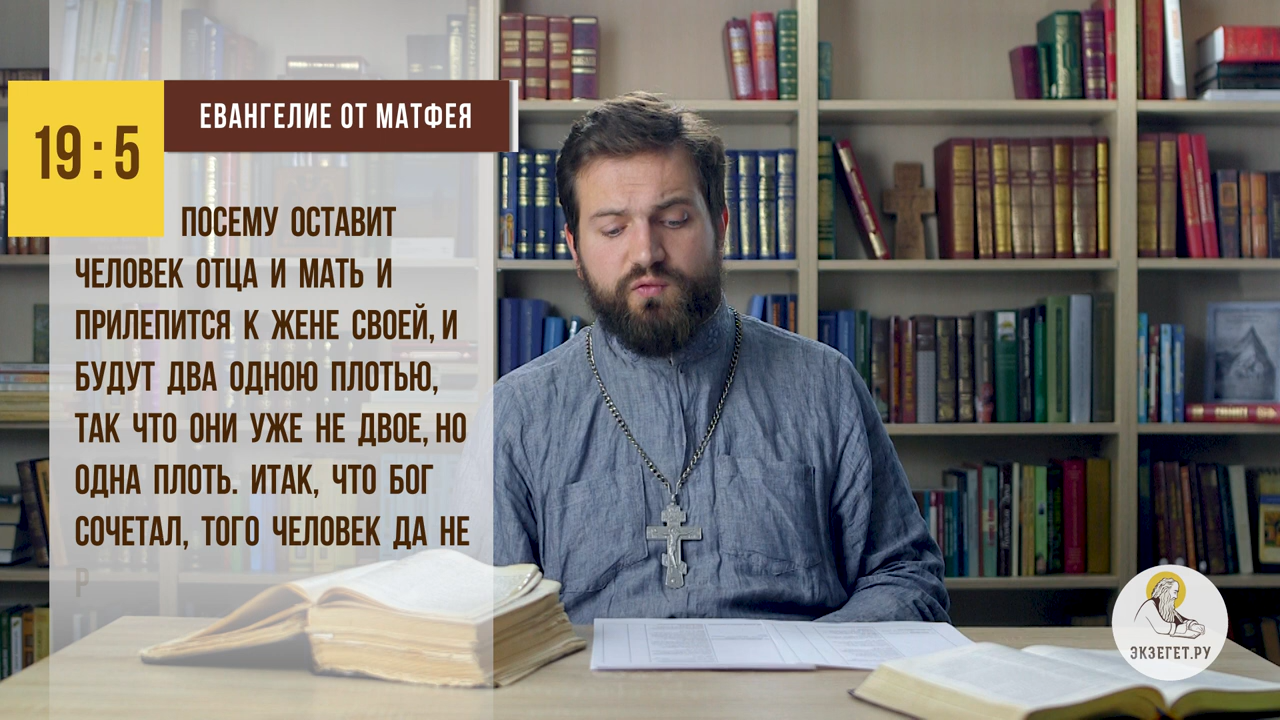 ЕВАНГЕЛИЕ ОТ МАТФЕЯ
19:5
ПОСЕМУ ОСТАВИТ
ЧЕЛОВЕК ОТЦА И МАТЬ И
ПРИЛЕПИТСЯ К ЖЕНЕ СВОЕЙ, И
БУДУТ ДВА ОДНОЮ ПЛОТЬЮ,
ТАК ЧТО ОНИ УЖЕ НЕ ДВОЕ, НО
ОДНА ПЛОТЬ. ИТАК, ЧТО БОГ
СОЧЕТАЛ, ТОГО ЧЕЛОВЕК ДА НЕ
Р
ЭКЗЕГЕТ.РУ